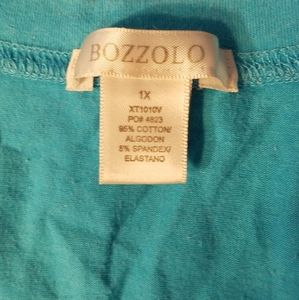 BOZZOLO
1X
XT1010V
PO# 4823
95% COTTON/
ALGODON
5% SPANDEX/
ELASTANO